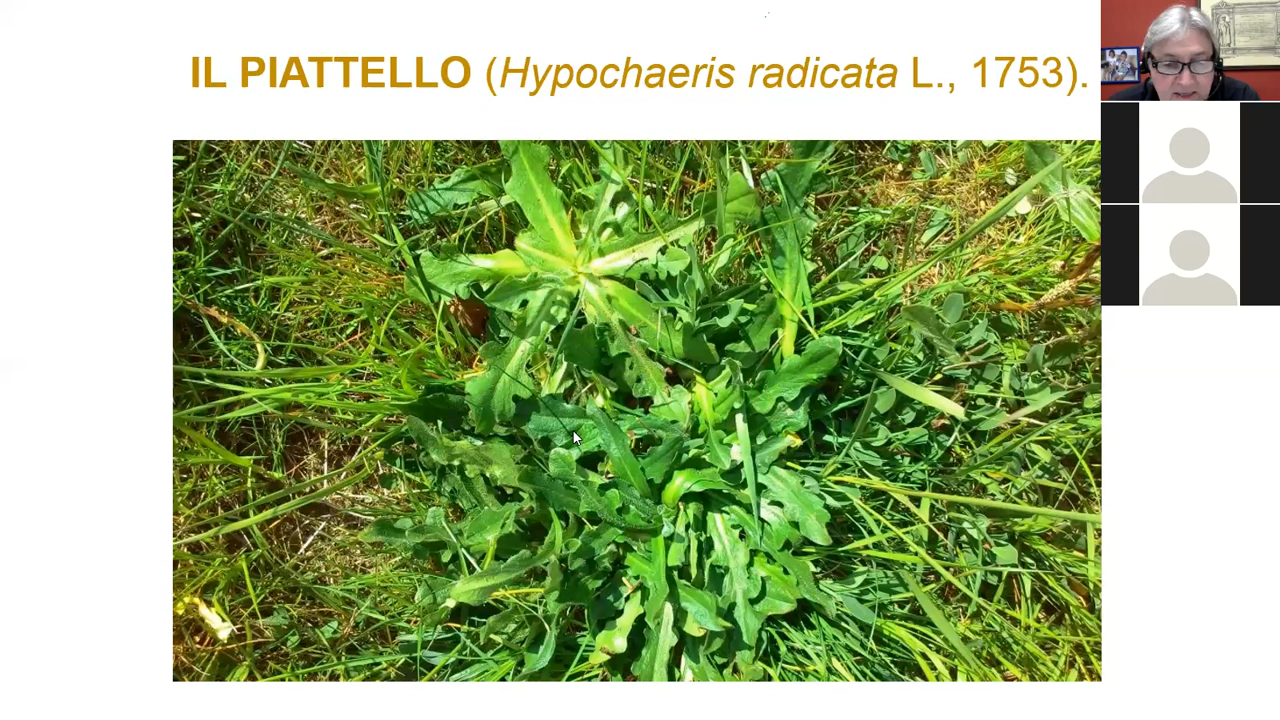 IL PIATTELLO (Hypochaeris radicata L., 1753).